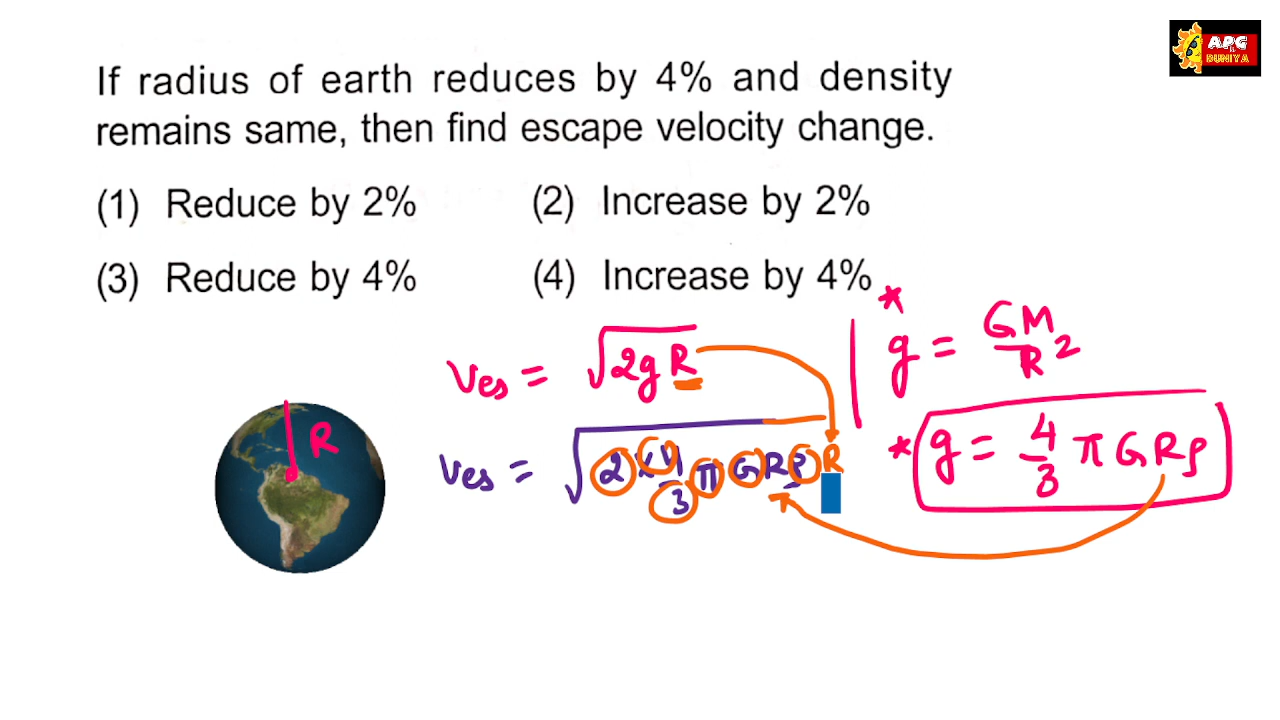 APG
DUNIYA
If radius of earth reduces by 4% and density
remains same, then find escape velocity change.
(1) Reduce by 2% (2) Increase by 2%
(3) Reduce by 4% (4) Increase by 4%
* g = GM/R²
Ves = √2gR
R
* g = 4/3 π G R ρ
Ves = √2 × 4/3 π G R ρ R